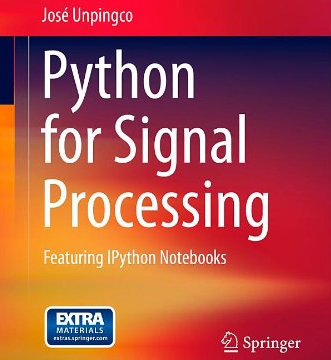 José Unpingco
Python
for Signal
Processing
Featuring IPython Notebooks
EXTRA
MATERIALS
extras.springer.com
Springer